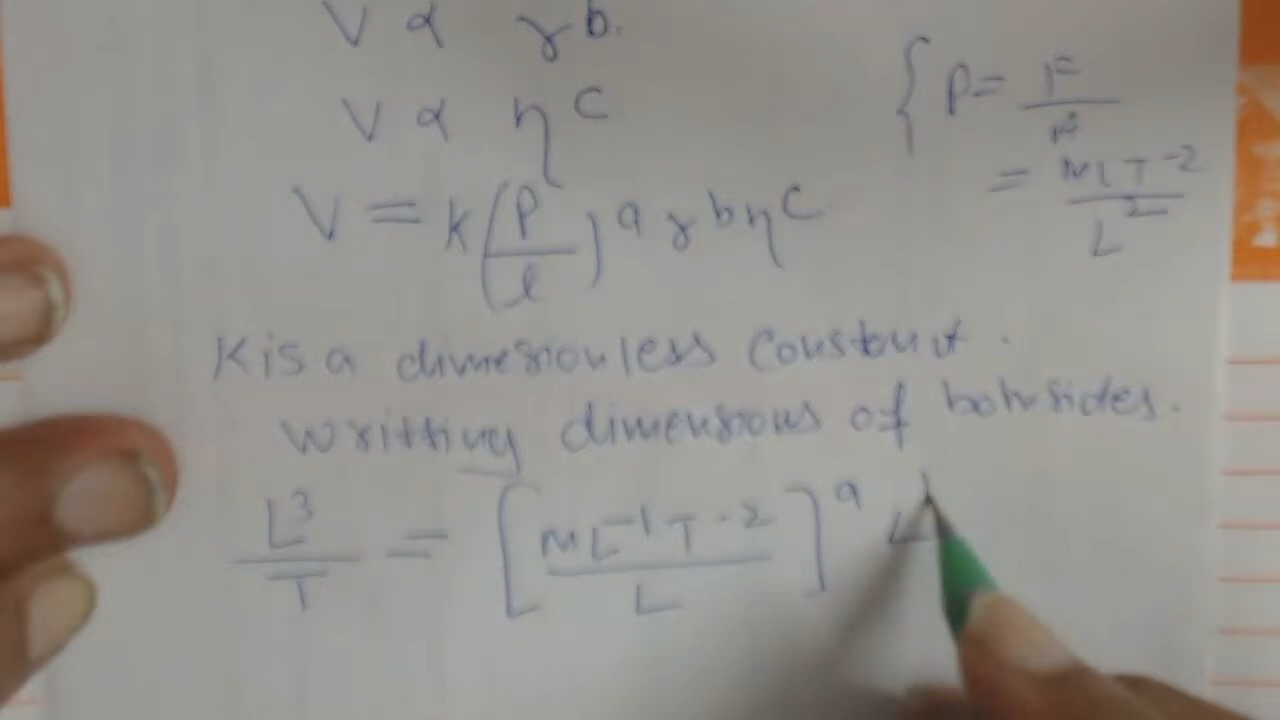 V ∝ r^b.
V ∝ η^c
V = K(P/l)^a r^b η^c
{ P = F/A
= MLT^-2/L^2
K is a dimensionless constant.
writting dimensions of both sides.
L^3/T = [ML^-1T^-2/L]^a L^b